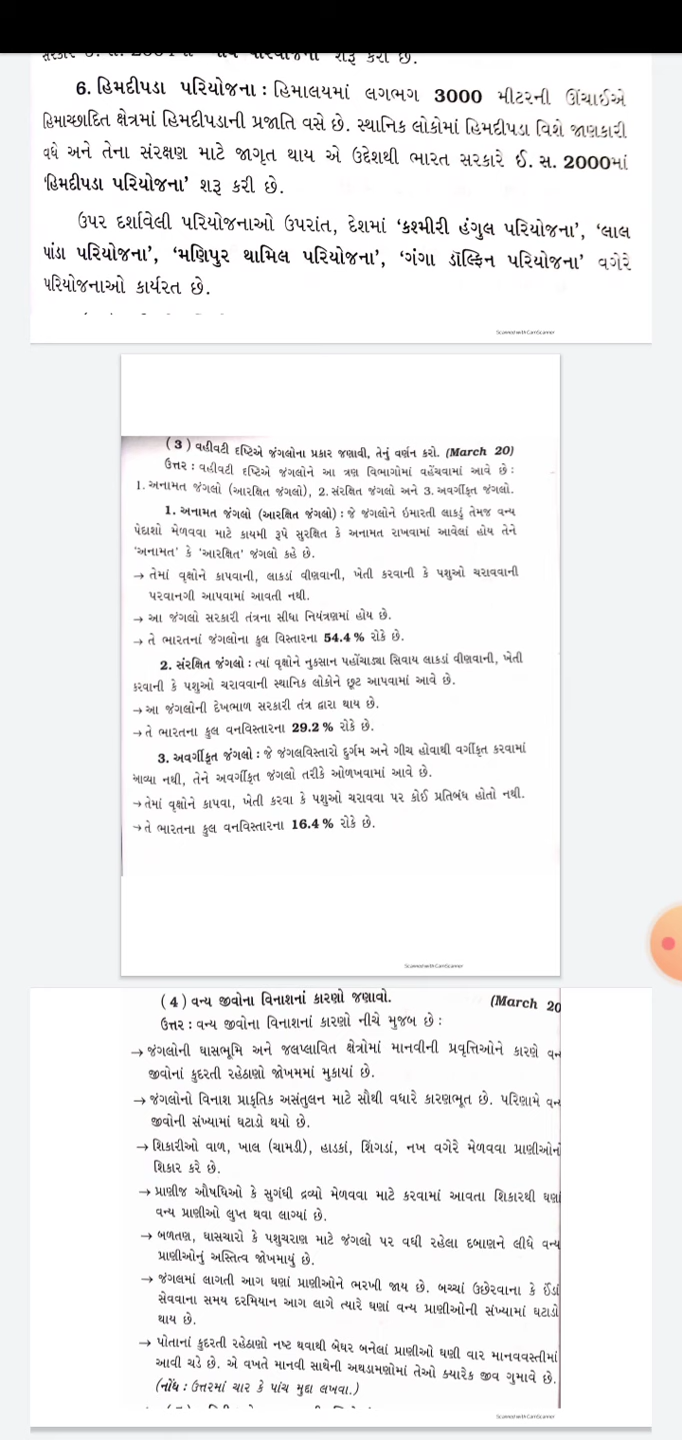 6. હિમદીપડા પરિયોજના : હિમાલયમાં લગભગ 3000 મીટરની ઊંચાઈએ
હિમાચ્છાદિત ક્ષેત્રમાં હિમદીપડાની પ્રજાતિ વસે છે. સ્થાનિક લોકોમાં હિમદીપડા વિશે જાણકારી
વધે અને તેના સંરક્ષણ માટે જાગૃત થાય એ ઉદ્દેશથી ભારત સરકારે ઈ. સ. 2000માં
‘હિમદીપડા પરિયોજના’ શરૂ કરી છે.
ઉપર દર્શાવેલી પરિયોજનાઓ ઉપરાંત, દેશમાં ‘કશ્મીરી હંગુલ પરિયોજના’, ‘લાલ
પાંડા પરિયોજના’, ‘મણિપુર થામિલ પરિયોજના’, ‘ગંગા ડૉલ્ફિન પરિયોજના’ વગેરે
પરિયોજનાઓ કાર્યરત છે.
Scanned with CamScanner
(3) વહીવટી દૃષ્ટિએ જંગલોના પ્રકાર જણાવી, તેનું વર્ણન કરો. (March 20)
ઉત્તર : વહીવટી દૃષ્ટિએ જંગલોને આ ત્રણ વિભાગોમાં વહેંચવામાં આવે છે :
1. અનામત જંગલો (આરક્ષિત જંગલો), 2. સંરક્ષિત જંગલો અને 3. અવર્ગીકૃત જંગલો.
1. અનામત જંગલો (આરક્ષિત જંગલો) : જે જંગલોને ઇમારતી લાકડું તેમજ વન્ય
પેદાશો મેળવવા માટે કાયમી રૂપે સુરક્ષિત કે અનામત રાખવામાં આવેલાં હોય તેને
‘અનામત’ કે ‘આરક્ષિત’ જંગલો કહે છે.
→ તેમાં વૃક્ષોને કાપવાની, લાકડાં વીણવાની, ખેતી કરવાની કે પશુઓ ચરાવવાની
પરવાનગી આપવામાં આવતી નથી.
→ આ જંગલો સરકારી તંત્રના સીધા નિયંત્રણમાં હોય છે.
→ તે ભારતનાં જંગલોના કુલ વિસ્તારના 54.4 % રોકે છે.
2. સંરક્ષિત જંગલો : ત્યાં વૃક્ષોને નુકસાન પહોંચાડ્યા સિવાય લાકડાં વીણવાની, ખેતી
કરવાની કે પશુઓ ચરાવવાની સ્થાનિક લોકોને છૂટ આપવામાં આવે છે.
→ આ જંગલોની દેખભાળ સરકારી તંત્ર દ્વારા થાય છે.
→ તે ભારતના કુલ વનવિસ્તારના 29.2 % રોકે છે.
3. અવર્ગીકૃત જંગલો : જે જંગલવિસ્તારો દુર્ગમ અને ગીચ હોવાથી વર્ગીકૃત કરવામાં
આવ્યા નથી, તેને અવર્ગીકૃત જંગલો તરીકે ઓળખવામાં આવે છે.
→ તેમાં વૃક્ષોને કાપવા, ખેતી કરવા કે પશુઓ ચરાવવા પર કોઈ પ્રતિબંધ હોતો નથી.
→ તે ભારતના કુલ વનવિસ્તારના 16.4 % રોકે છે.
Scanned with CamScanner
(4) વન્ય જીવોના વિનાશનાં કારણો જણાવો. (March 20
ઉત્તર : વન્ય જીવોના વિનાશનાં કારણો નીચે મુજબ છે :
→ જંગલોની ઘાસભૂમિ અને જલપ્લાવિત ક્ષેત્રોમાં માનવીની પ્રવૃત્તિઓને કારણે વન્
જીવોનાં કુદરતી રહેઠાણો જોખમમાં મુકાયાં છે.
→ જંગલોનો વિનાશ પ્રાકૃતિક અસંતુલન માટે સૌથી વધારે કારણભૂત છે. પરિણામે વન્
જીવોની સંખ્યામાં ઘટાડો થયો છે.
→ શિકારીઓ વાળ, ખાલ (ચામડી), હાડકાં, શિંગડાં, નખ વગેરે મેળવવા પ્રાણીઓનો
શિકાર કરે છે.
→ પ્રાણીજ ઔષધિઓ કે સુગંધી દ્રવ્યો મેળવવા માટે કરવામાં આવતા શિકારથી ઘણાં
વન્ય પ્રાણીઓ લુપ્ત થવા લાગ્યાં છે.
→ બળતણ, ઘાસચારો કે પશુચરાણ માટે જંગલો પર વધી રહેલા દબાણને લીધે વન્ય
પ્રાણીઓનું અસ્તિત્વ જોખમાયું છે.
→ જંગલમાં લાગતી આગ ઘણાં પ્રાણીઓને ભરખી જાય છે. બચ્ચાં ઉછેરવાના કે ઈંડાં
સેવવાના સમય દરમિયાન આગ લાગે ત્યારે ઘણાં વન્ય પ્રાણીઓની સંખ્યામાં ઘટાડો
થાય છે.
→ પોતાનાં કુદરતી રહેઠાણો નષ્ટ થવાથી બેઘર બનેલાં પ્રાણીઓ ઘણી વાર માનવવસ્તીમાં
આવી ચડે છે. એ વખતે માનવી સાથેની અથડામણોમાં તેઓ ક્યારેક જીવ ગુમાવે છે.
(નોંધ : ઉત્તરમાં ચાર કે પાંચ મુદ્દા લખવા.)
Scanned with CamScanner